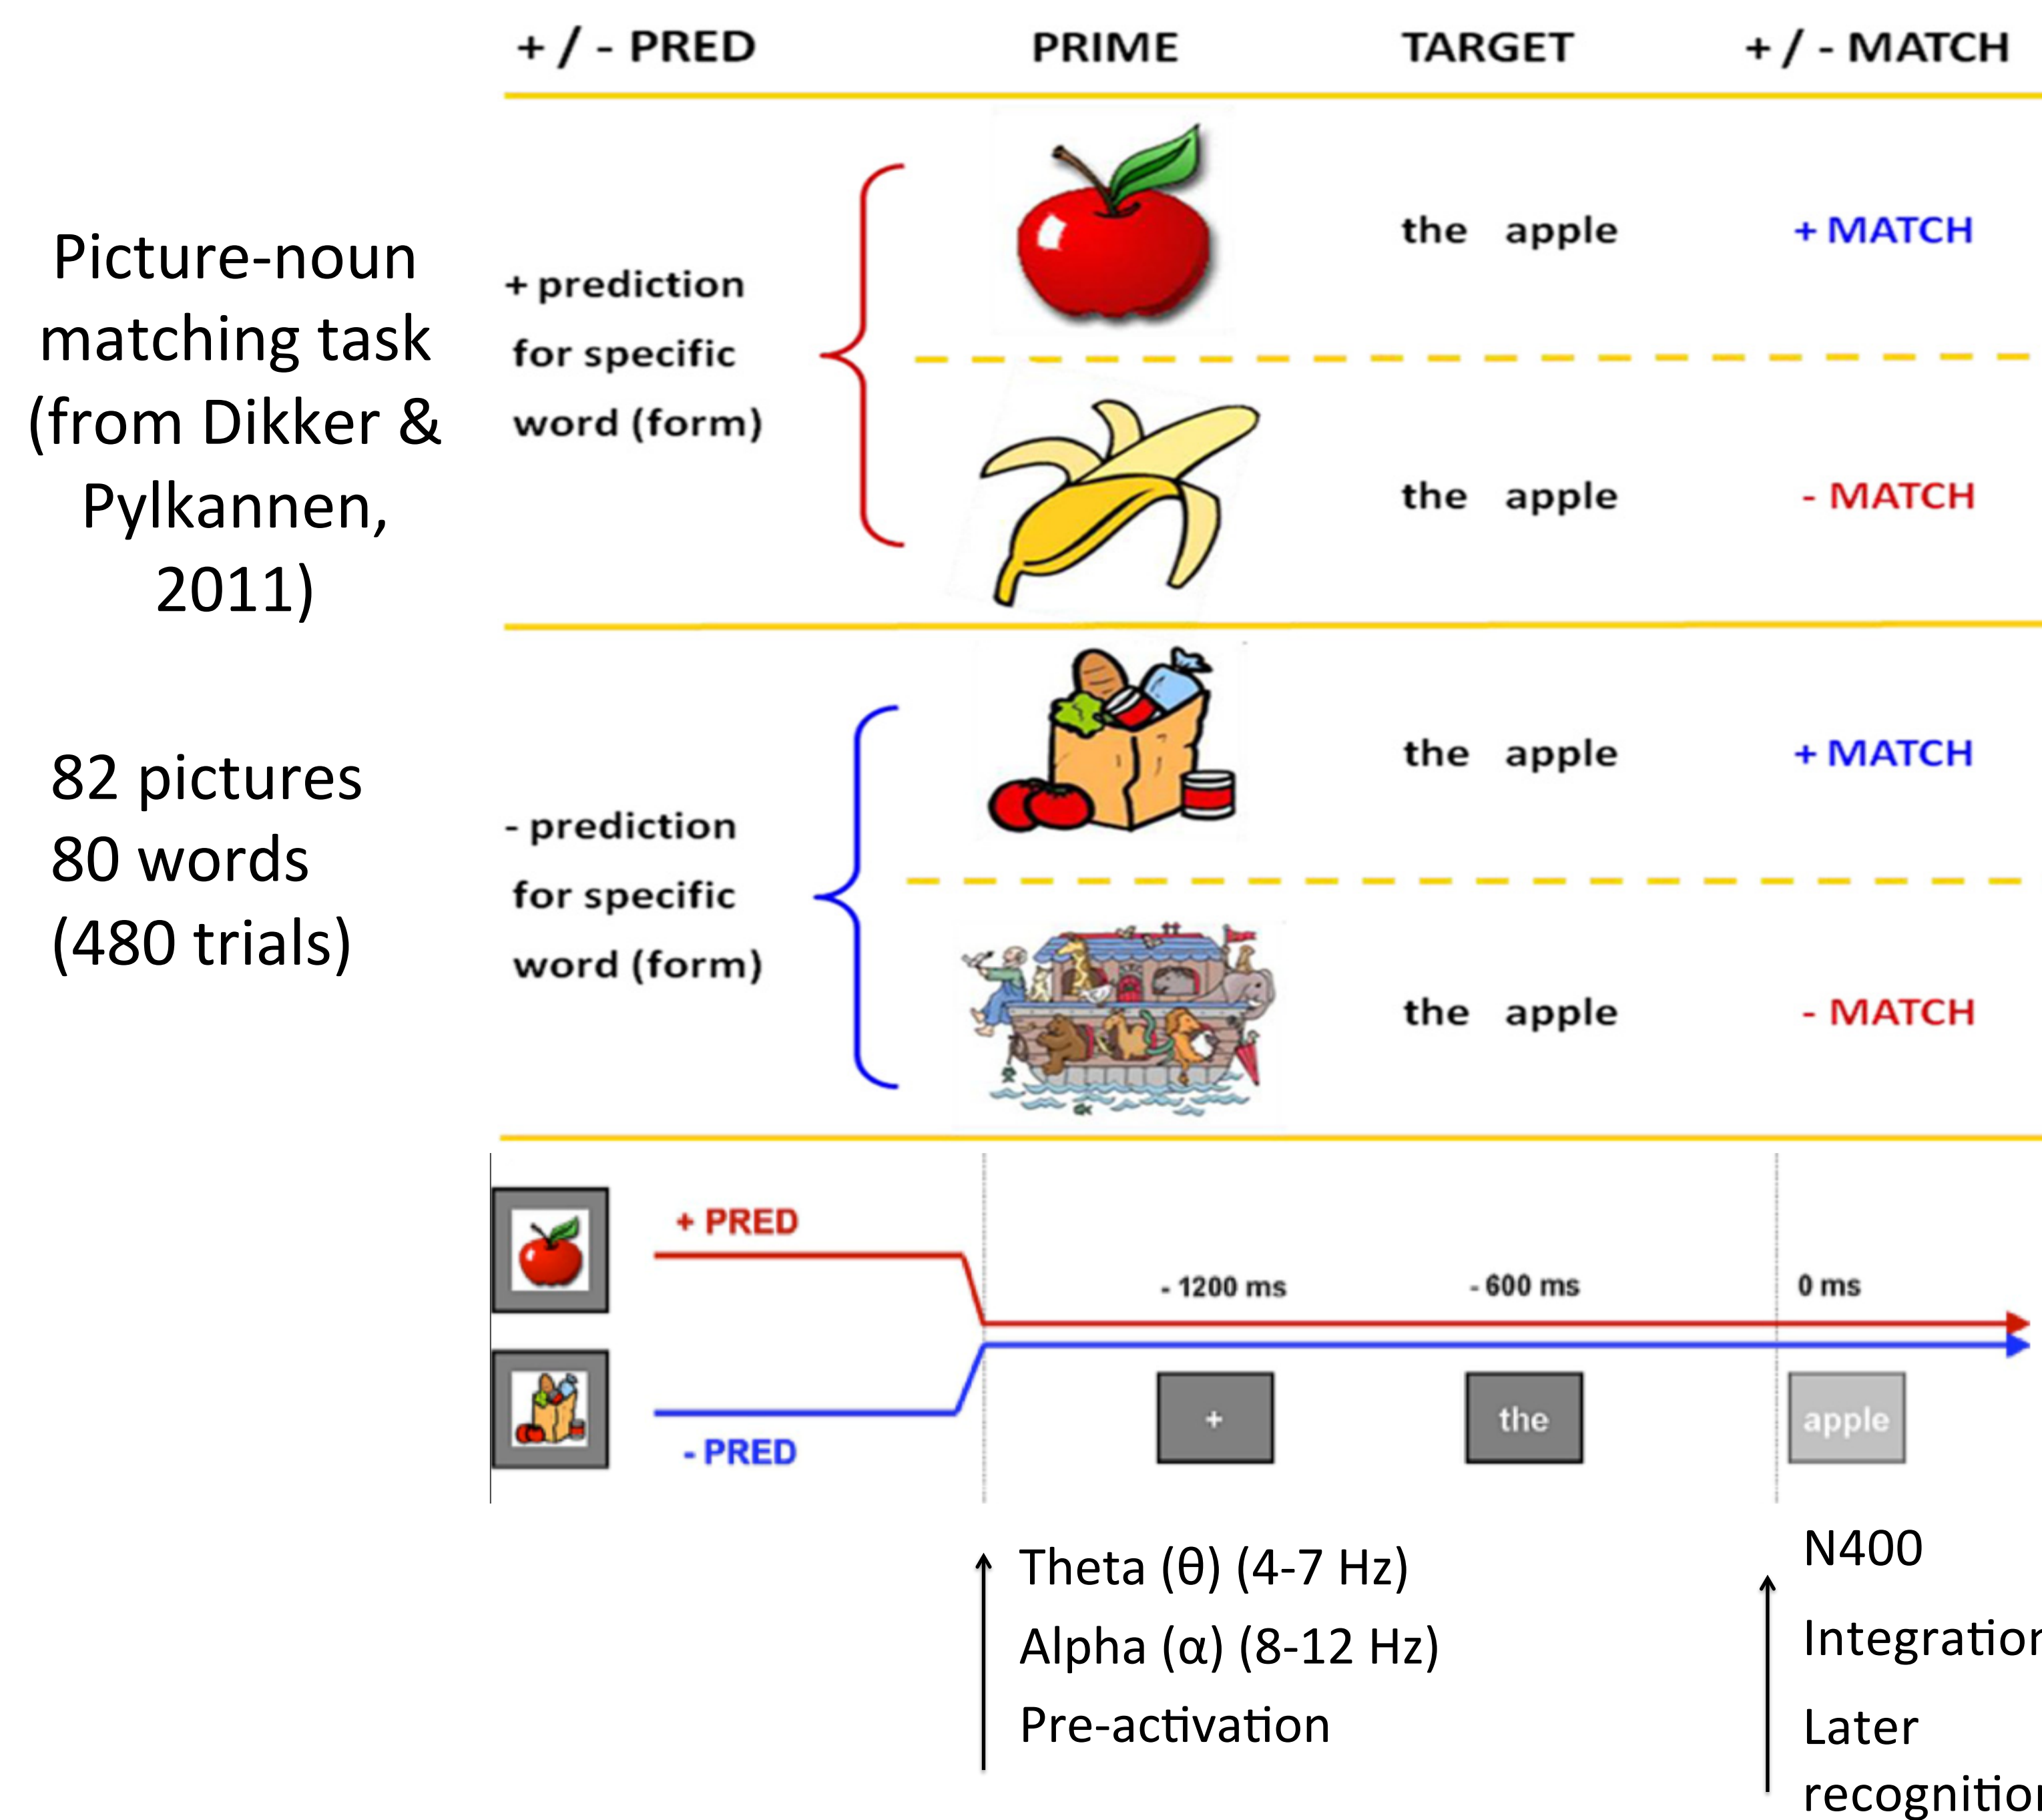 + / - PRED PRIME TARGET + / - MATCH
Picture-noun
matching task
(from Dikker &
Pylkannen,
2011)
82 pictures
80 words
(480 trials)
+ prediction
for specific
word (form)
the apple + MATCH
the apple - MATCH
- prediction
for specific
word (form)
the apple + MATCH
the apple - MATCH
+ PRED
- 1200 ms - 600 ms 0 ms
+ the apple
- PRED
Theta (θ) (4-7 Hz)
Alpha (α) (8-12 Hz)
Pre-activation
N400
Integration
Later
recognition